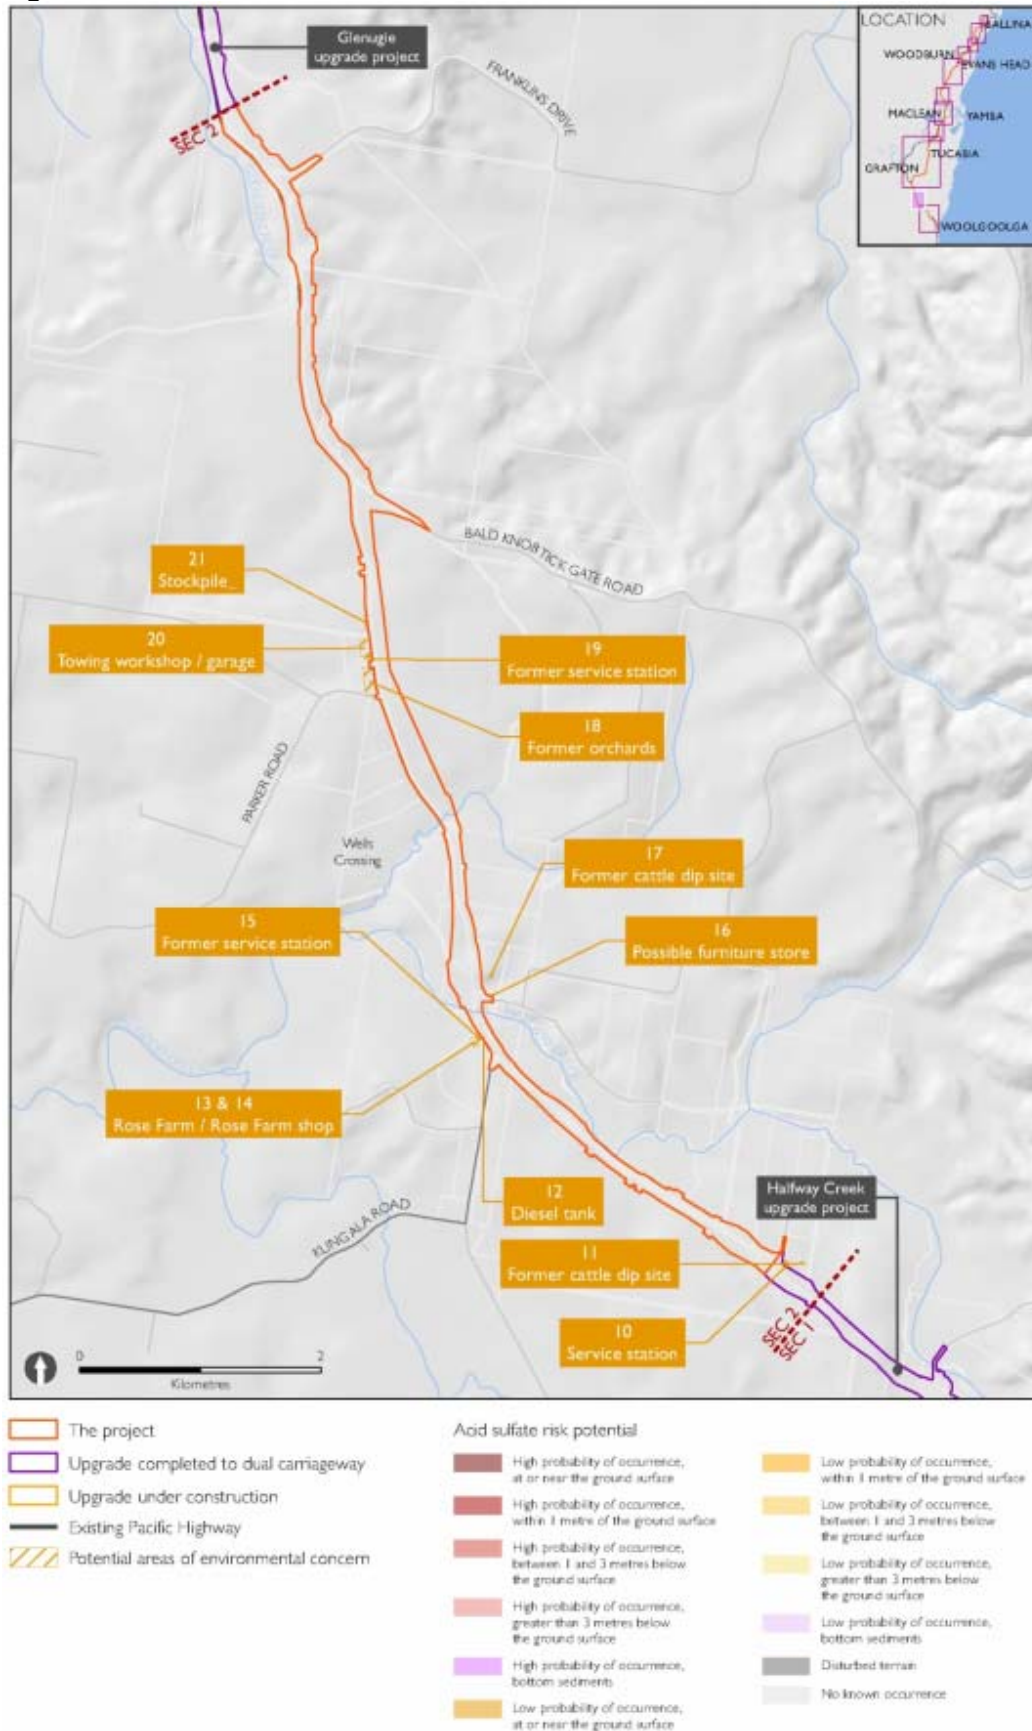 Glenugie
upgrade project
SEC 2
FRANKLINS DRIVE
LOCATION
BALLINA
WOODBURN
EVANS HEAD
MACLEAN
YAMBA
TUCABIA
GRAFTON
WOOLGOOLGA
BALD KNOB TICK GATE ROAD
21
Stockpile_
20
Towing workshop / garage
19
Former service station
18
Former orchards
PARKER ROAD
Wells
Crossing
17
Former cattle dip site
15
Former service station
16
Possible furniture store
13 & 14
Rose Farm / Rose Farm shop
12
Diesel tank
Halfway Creek
upgrade project
KUNGALA ROAD
11
Former cattle dip site
10
Service station
SEC 2
SEC 1
0
2
Kilometres
The project
Upgrade completed to dual carriageway
Upgrade under construction
Existing Pacific Highway
Potential areas of environmental concern
Acid sulfate risk potential
High probability of occurrence,
at or near the ground surface
High probability of occurrence,
within 1 metre of the ground surface
High probability of occurrence,
between 1 and 3 metres below
the ground surface
High probability of occurrence,
greater than 3 metres below
the ground surface
High probability of occurrence,
bottom sediments
Low probability of occurrence,
at or near the ground surface
Low probability of occurrence,
within 1 metre of the ground surface
Low probability of occurrence,
between 1 and 3 metres below
the ground surface
Low probability of occurrence,
greater than 3 metres below
the ground surface
Low probability of occurrence,
bottom sediments
Disturbed terrain
No known occurrence